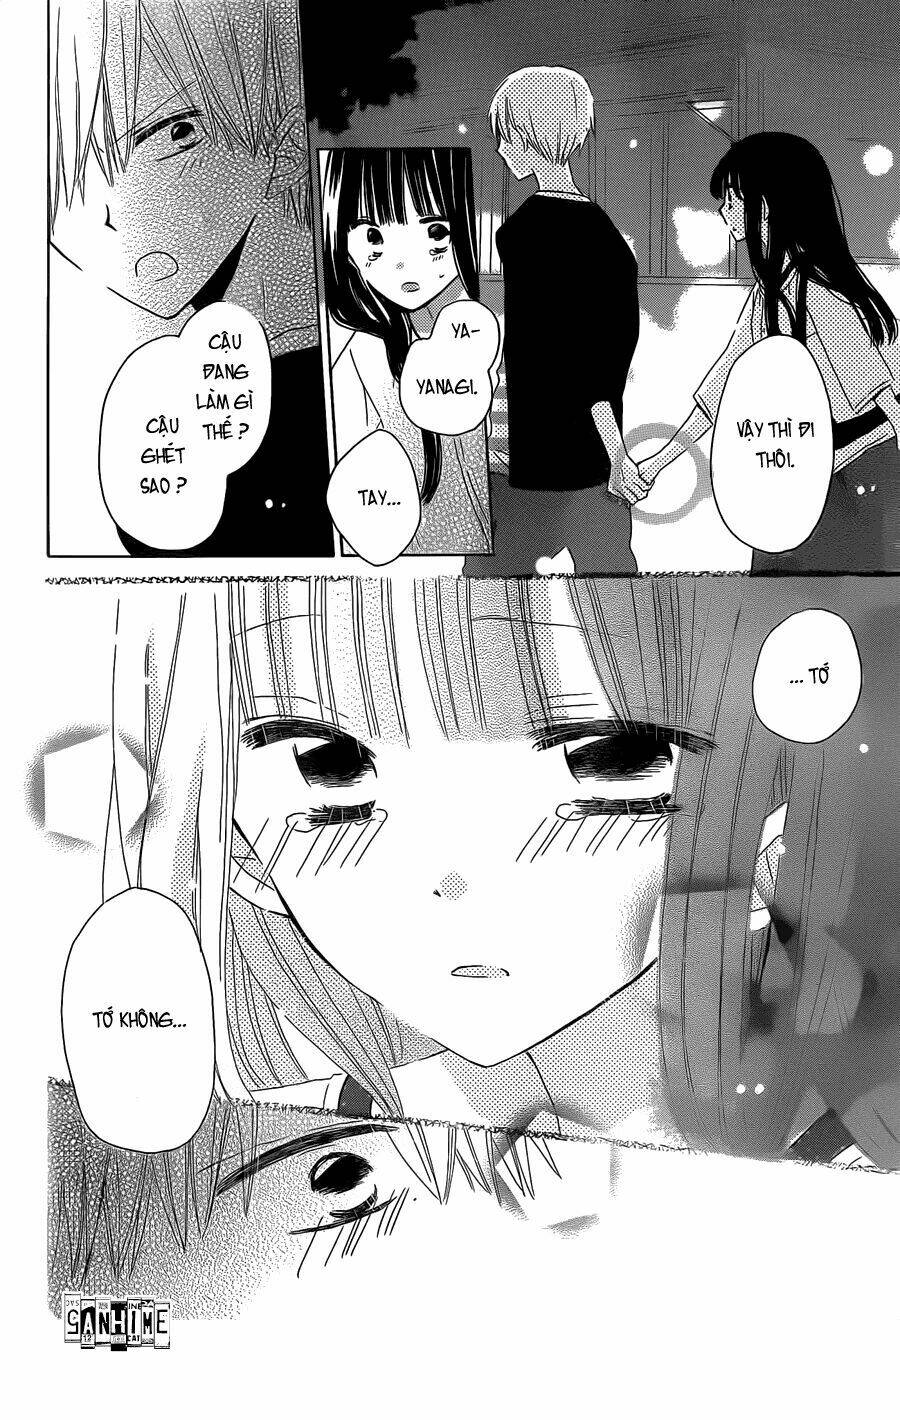 VẬY THÌ ĐI
THÔI.
YA-
YANAGI.
TAY...
CẬU
ĐANG
LÀM GÌ
THẾ ?
CẬU
GHÉT
SAO ?
... TỚ
TỚ KHÔNG...
SANHIME